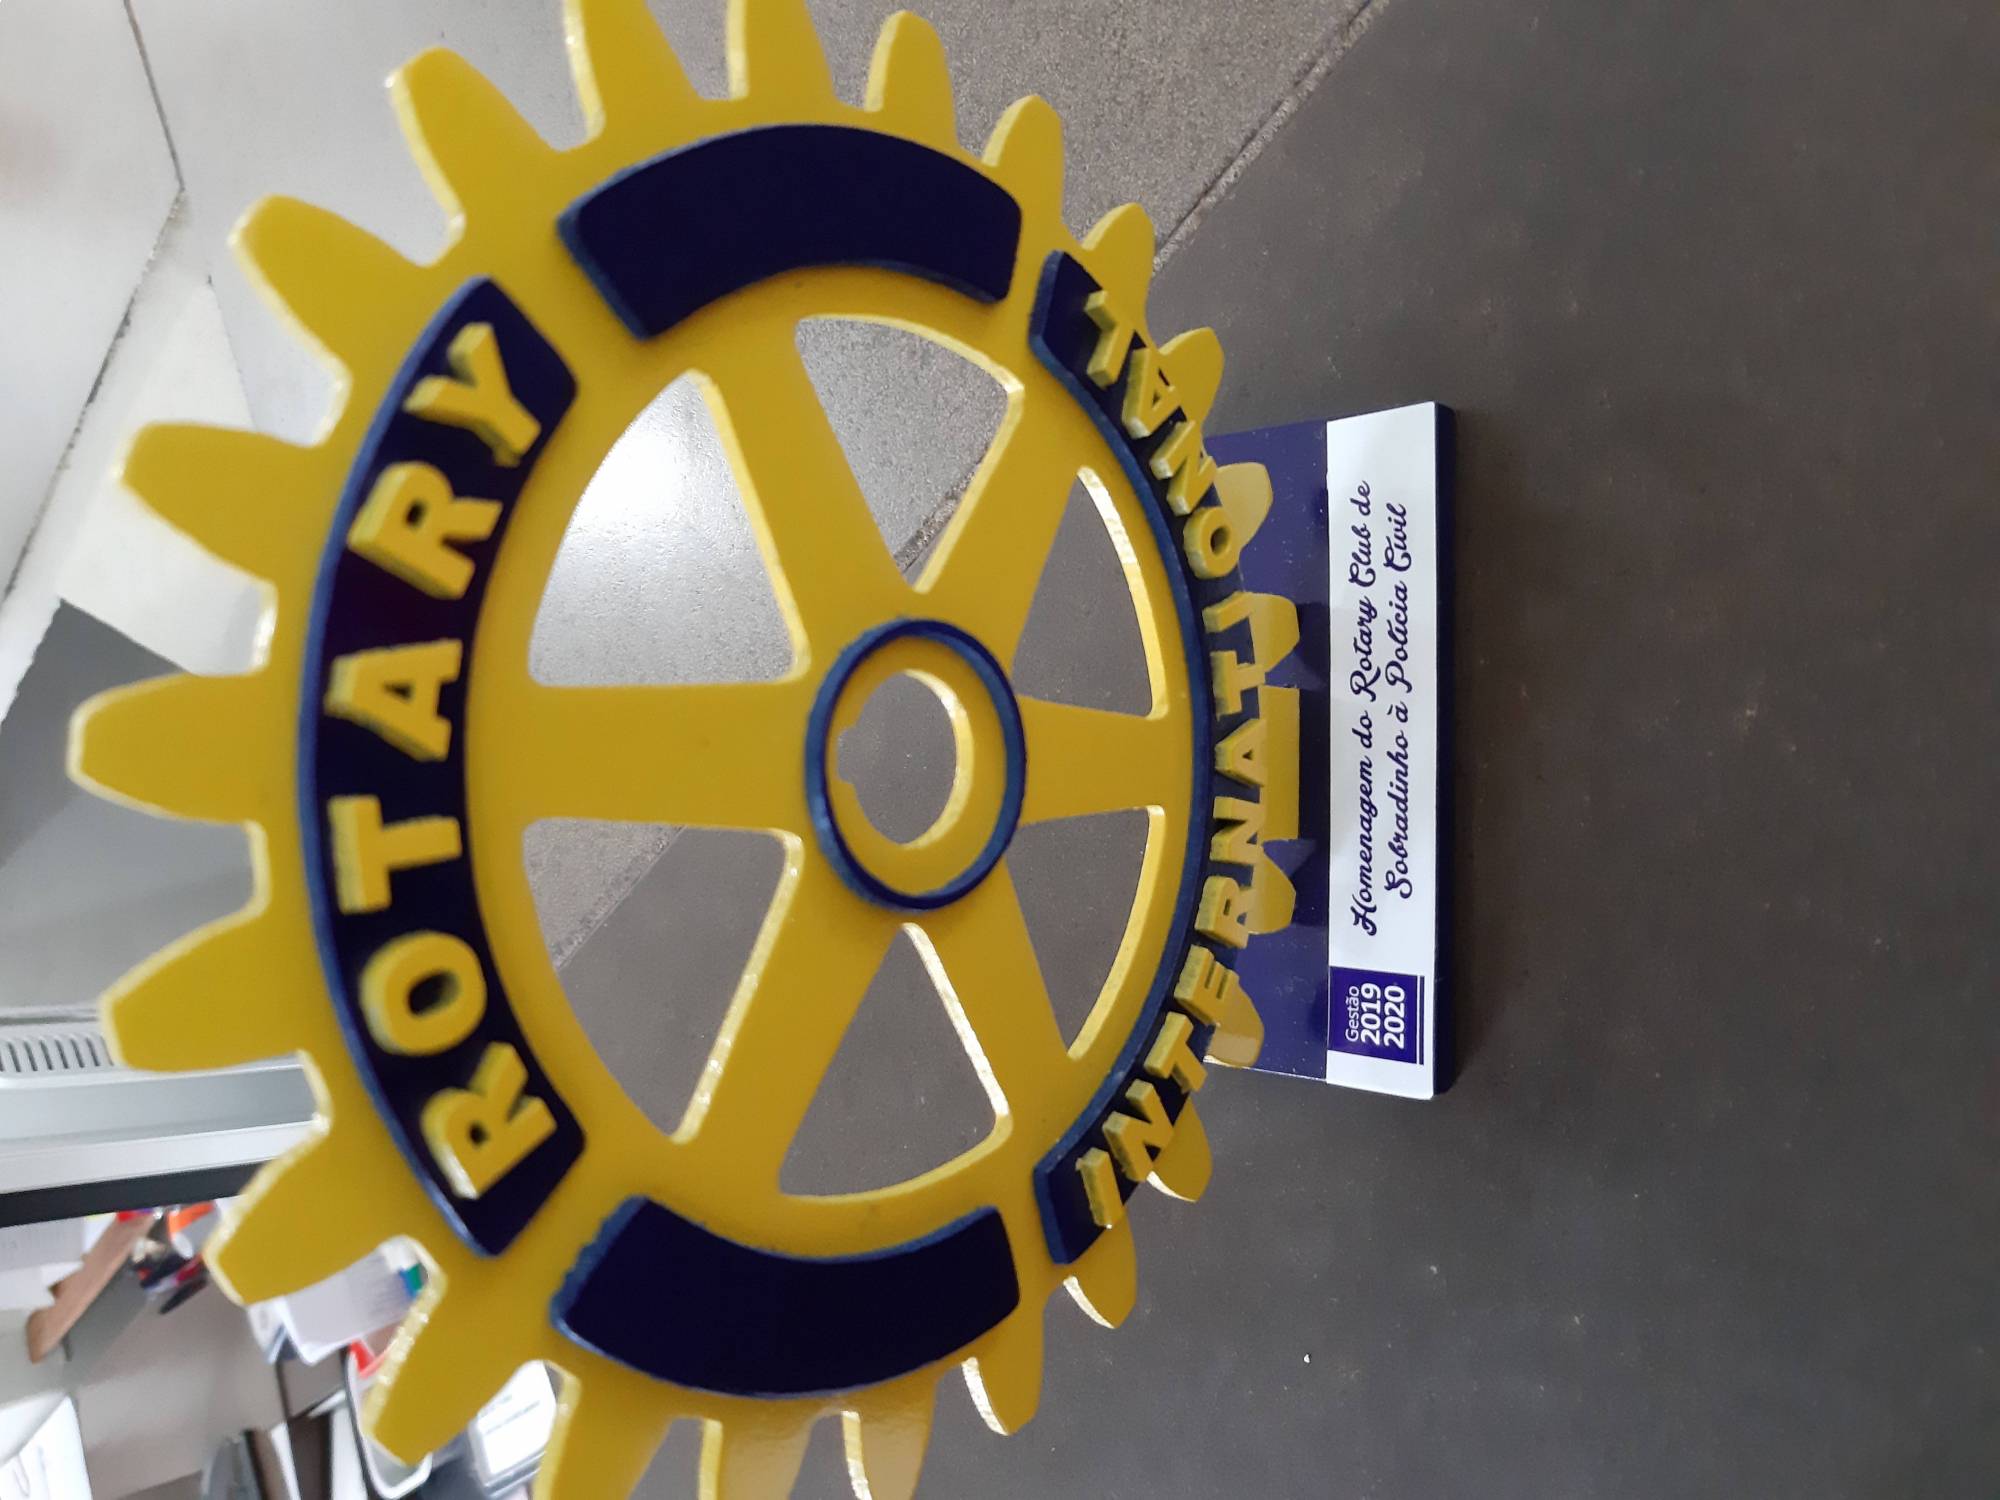 ROTARY
INTERNATIONAL
Gestão
2019
2020
Homenagem do Rotary Club de
Sobradinho à Polícia Civil